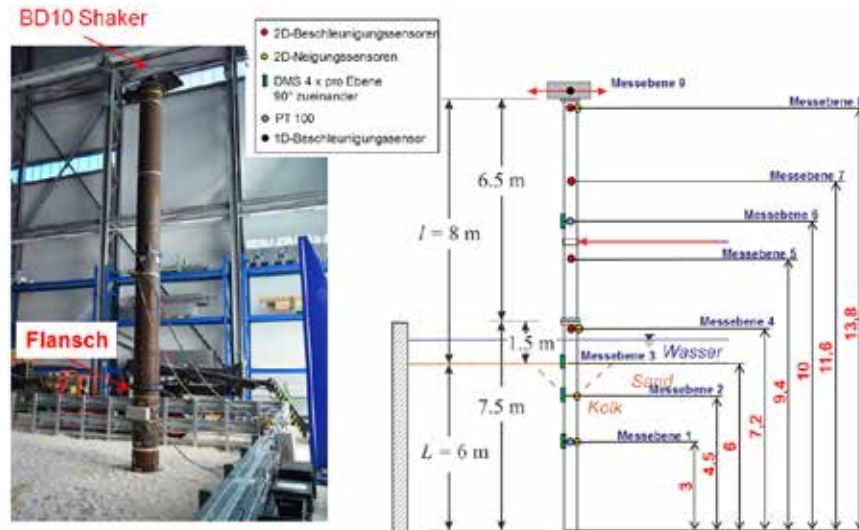 BD10 Shaker
Flansch
2D-Beschleunigungssensoren
2D-Neigungssensoren
DMS 4 x pro Ebene
90° zueinander
PT 100
1D-Beschleunigungssensor
Messebene 9
Messebene 8
6.5 m
Messebene 7
l = 8 m
Messebene 6
Messebene 5
Messebene 4
1.5 m
Wasser
Messebene 3
Sand
Messebene 2
Kolk
7.5 m
L = 6 m
Messebene 1
3
4,5
6
7,2
9,4
10
11,6
13,8